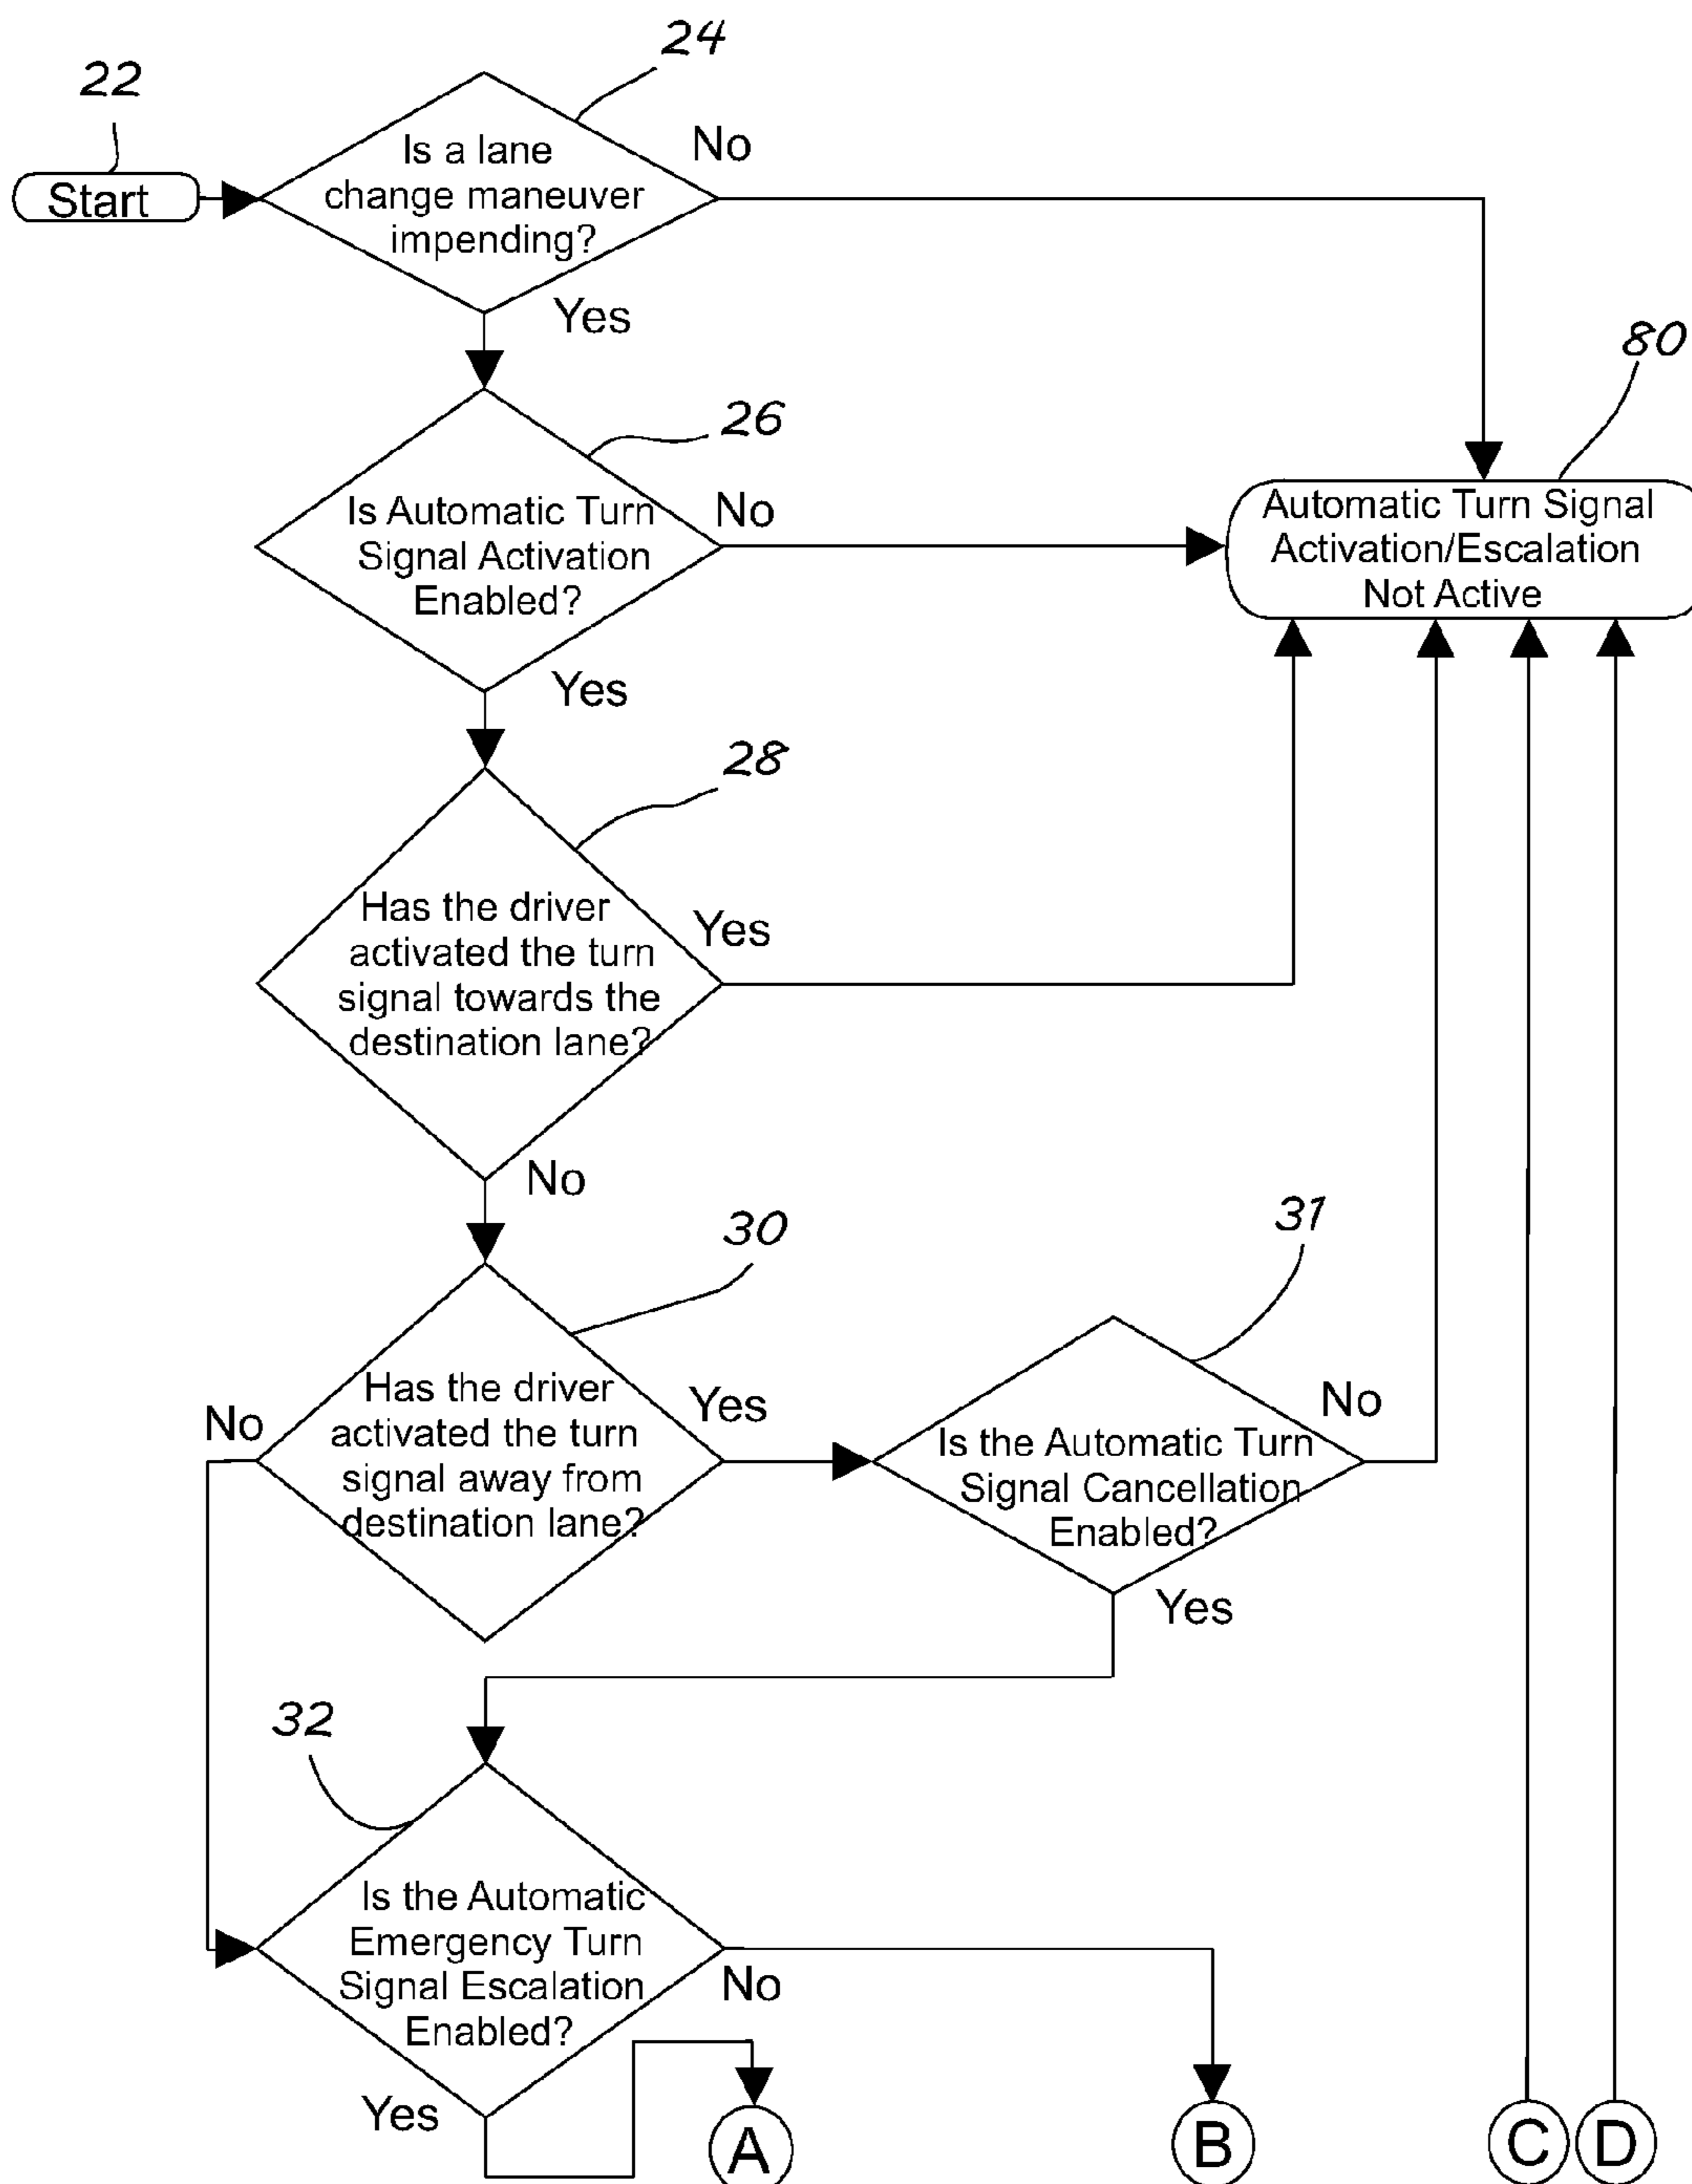 24
22
Start
Is a lane
change maneuver
impending?
No
Yes
80
26
Is Automatic Turn
Signal Activation
Enabled?
No
Automatic Turn Signal
Activation/Escalation
Not Active
Yes
28
Has the driver
activated the turn
signal towards the
destination lane?
Yes
No
30
31
Has the driver
activated the turn
signal away from
destination lane?
No
Yes
Is the Automatic Turn
Signal Cancellation
Enabled?
No
Yes
32
Is the Automatic
Emergency Turn
Signal Escalation
Enabled?
No
Yes
A
B
C
D